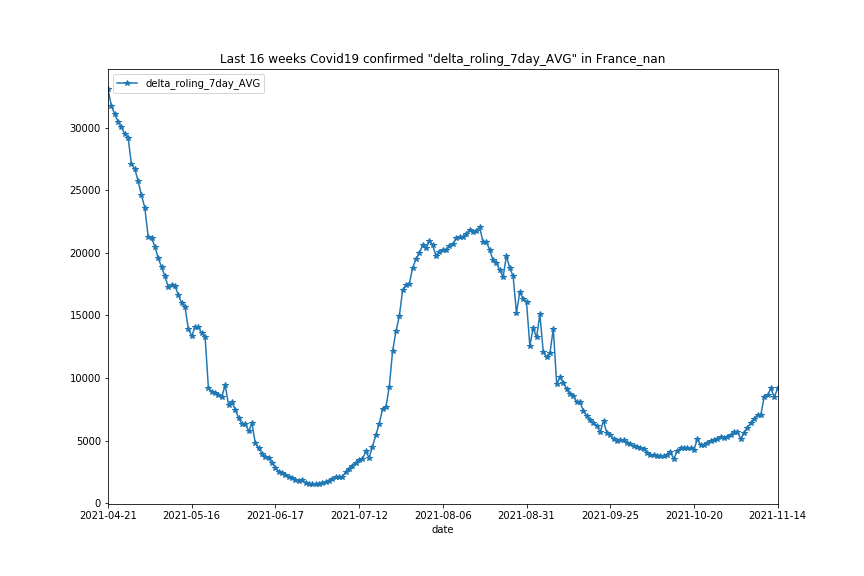 Last 16 weeks Covid19 confirmed "delta_roling_7day_AVG" in France_nan
delta_roling_7day_AVG
30000
25000
20000
15000
10000
5000
0
2021-04-21 2021-05-16 2021-06-17 2021-07-12 2021-08-06 2021-08-31 2021-09-25 2021-10-20 2021-11-14
date